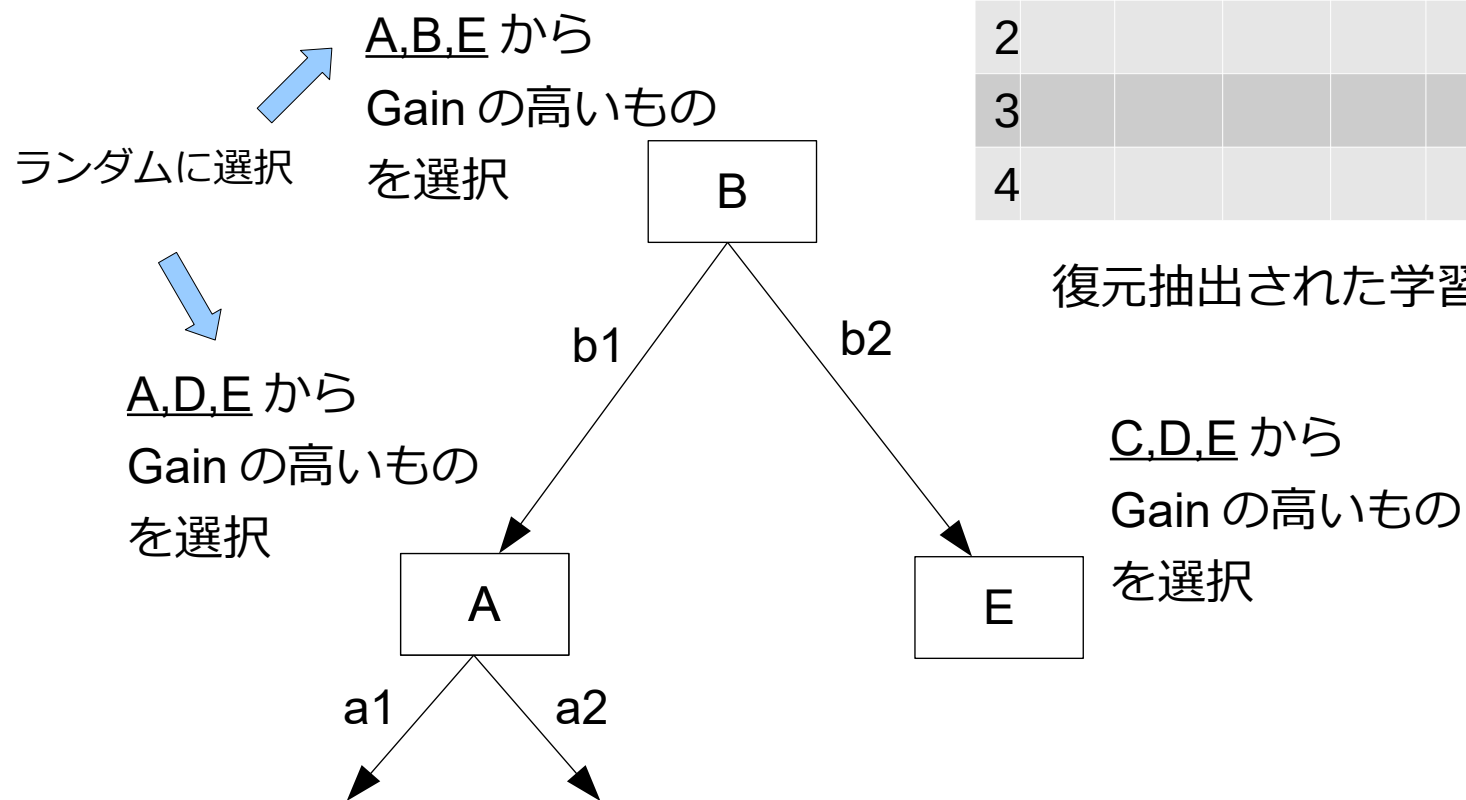 A,B,E から
Gain の高いもの
を選択
ランダムに選択
2
3
4
B
復元抽出された学習
b1
b2
A,D,E から
Gain の高いもの
を選択
C,D,E から
Gain の高いもの
を選択
A
E
a1
a2